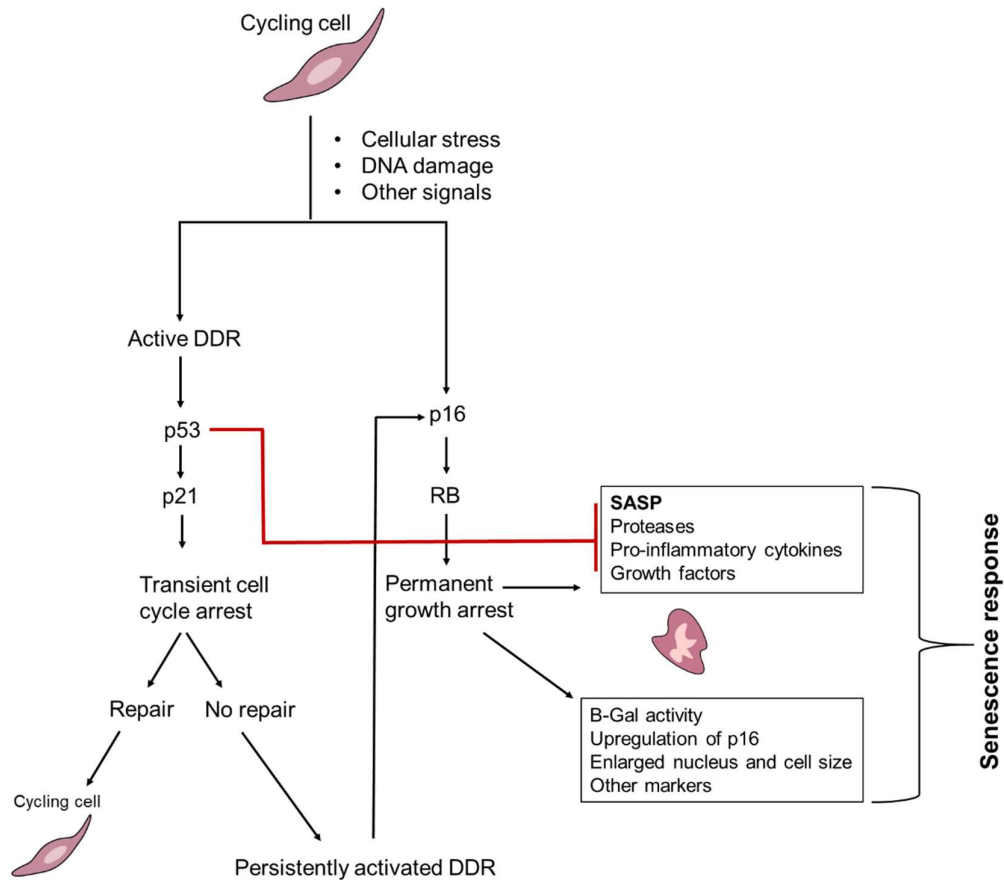 Cycling cell
• Cellular stress
• DNA damage
• Other signals
Active DDR
p53
p21
Transient cell
cycle arrest
Repair
No repair
Cycling cell
Persistently activated DDR
p16
RB
Permanent
growth arrest
SASP
Proteases
Pro-inflammatory cytokines
Growth factors
B-Gal activity
Upregulation of p16
Enlarged nucleus and cell size
Other markers
Senescence response